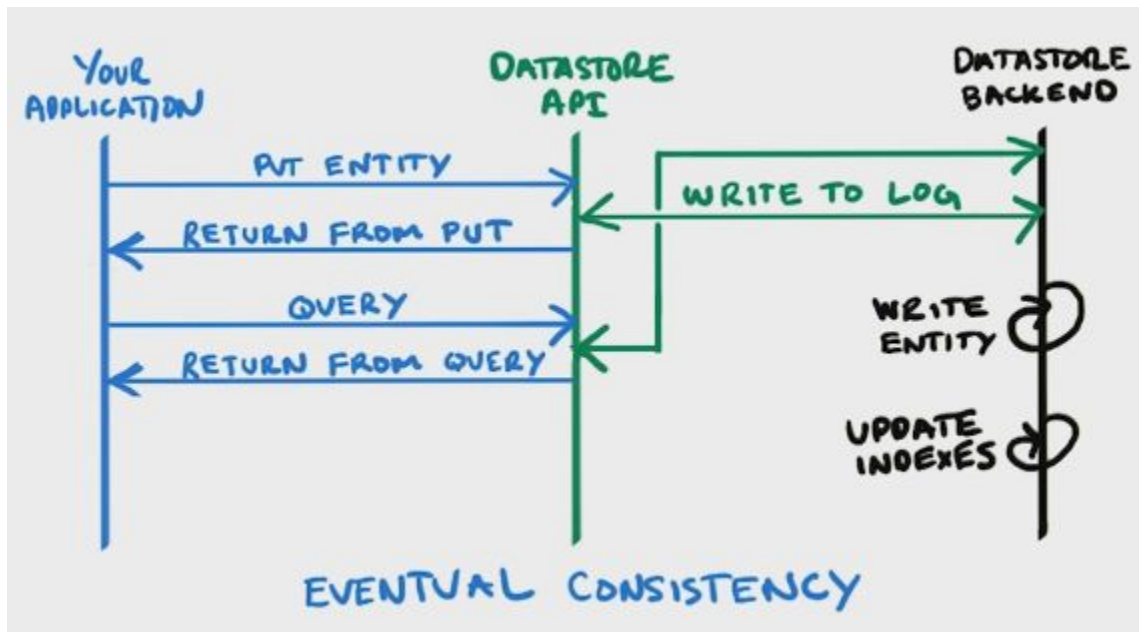 YOUR
APPLICATION
DATASTORE
API
DATASTORE
BACKEND
PUT ENTITY
WRITE TO LOG
RETURN FROM PUT
QUERY
WRITE
ENTITY
RETURN FROM QUERY
UPDATE
INDEXES
EVENTUAL CONSISTENCY